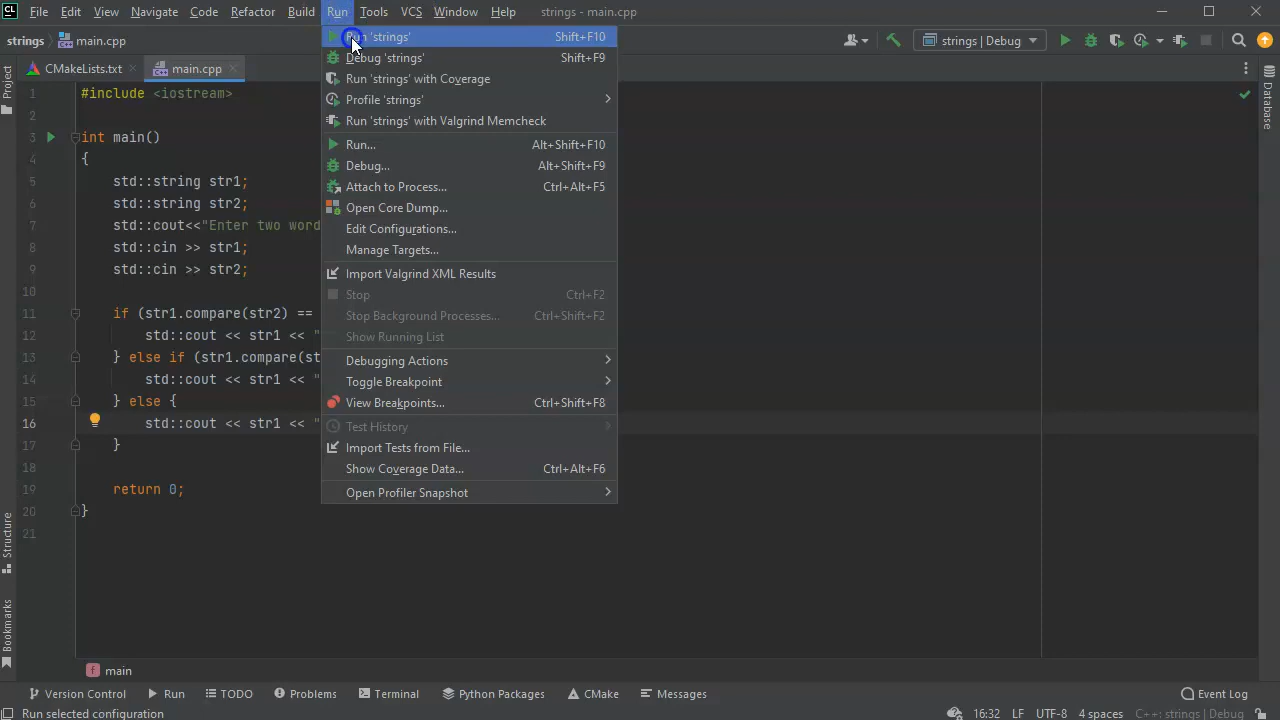 CL File Edit View Navigate Code Refactor Build Run Tools VCS Window Help strings - main.cpp
strings main.cpp strings | Debug
CMakeLists.txt main.cpp
Project
Structure
Bookmarks
Database
1 #include <iostream>
2
3 int main()
4 {
5 std::string str1;
6 std::string str2;
7 std::cout<<"Enter two word
8 std::cin >> str1;
9 std::cin >> str2;
10
11 if (str1.compare(str2) ==
12 std::cout << str1 << "
13 } else if (str1.compare(st
14 std::cout << str1 << "
15 } else {
16 std::cout << str1 << "
17 }
18
19 return 0;
20 }
21
Run 'strings' Shift+F10
Debug 'strings' Shift+F9
Run 'strings' with Coverage
Profile 'strings'
Run 'strings' with Valgrind Memcheck
Run... Alt+Shift+F10
Debug... Alt+Shift+F9
Attach to Process... Ctrl+Alt+F5
Open Core Dump...
Edit Configurations...
Manage Targets...
Import Valgrind XML Results
Stop Ctrl+F2
Stop Background Processes... Ctrl+Shift+F2
Show Running List
Debugging Actions
Toggle Breakpoint
View Breakpoints... Ctrl+Shift+F8
Test History
Import Tests from File...
Show Coverage Data... Ctrl+Alt+F6
Open Profiler Snapshot
f main
Version Control Run TODO Problems Terminal Python Packages CMake Messages Event Log
Run selected configuration 16:32 LF UTF-8 4 spaces C++: strings | Debug